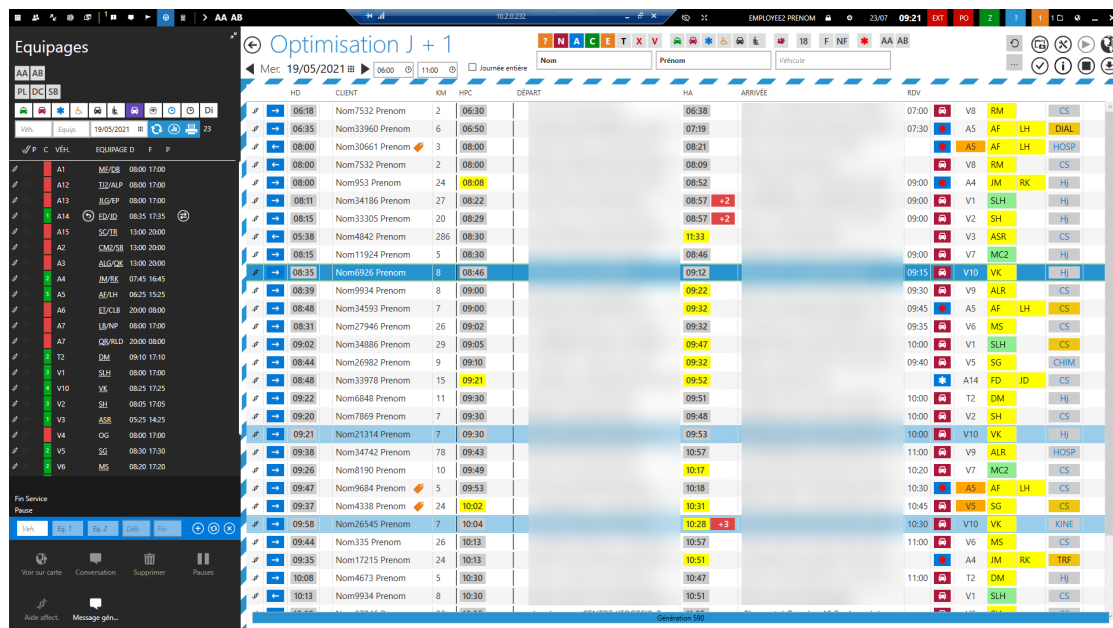 AA AB 10.2.0.232 EMPLOYEE2 PRENOM 23/07 09:21 EXT PO Z ? 1 1
Equipages
AA AB
PL DC SB
Di
Véh. Equip. 19/05/2021 23
P C VÉH. EQUIPAGE D F P
A1 MF/DB 08:00 17:00
A12 TJ2/ALP 08:00 17:00
A13 JLG/EP 08:00 17:00
1 A14 FD/JD 08:35 17:35
A15 SC/TR 13:00 20:00
A2 CM2/SB 13:00 20:00
A3 ALG/QK 13:00 20:00
2 A4 JM/RK 07:45 16:45
5 A5 AF/LH 06:25 15:25
A6 ET/CLB 20:00 08:00
A7 LB/NP 08:00 17:00
A7 QR/RLD 20:00 08:00
2 T2 DM 09:10 17:10
3 V1 SLH 08:00 17:00
4 V10 VK 08:25 17:25
3 V2 SH 08:05 17:05
1 V3 ASR 05:25 14:25
V4 OG 08:00 17:00
2 V5 SG 08:30 17:30
2 V6 MS 08:20 17:20
Fin Service
Pause
Veh. Eq. 1 Eq. 2 Déb. Fin
Voir sur carte Conversation Supprimer Pauses
Aide affect. Message gén...
Optimisation J + 1
? N A C E T X V 18 F NF AA AB
Mer. 19/05/2021 06:00 11:00 Journée entière Nom Prénom Véhicule
HD CLIENT KM HPC DÉPART HA ARRIVÉE RDV
06:18 Nom7532 Prenom 2 06:30 06:38 07:00 V8 RM CS
06:35 Nom33960 Prenom 6 06:50 07:19 07:30 A5 AF LH DIAL
08:00 Nom30661 Prenom 3 08:00 08:21 A5 AF LH HOSP
08:00 Nom7532 Prenom 2 08:00 08:09 V8 RM CS
08:00 Nom953 Prenom 24 08:08 08:52 09:00 A4 JM RK Hj
08:11 Nom34186 Prenom 27 08:22 08:57 +2 09:00 V1 SLH Hj
08:15 Nom33305 Prenom 20 08:29 08:57 +2 09:00 V2 SH Hj
05:38 Nom4842 Prenom 286 08:30 11:33 V3 ASR CS
08:15 Nom11924 Prenom 5 08:30 08:46 09:00 V7 MC2 Hj
08:35 Nom6926 Prenom 8 08:46 09:12 09:15 V10 VK Hj
08:39 Nom9934 Prenom 8 09:00 09:22 09:30 V9 ALR CS
08:48 Nom34593 Prenom 7 09:00 09:32 09:45 A5 AF LH CS
08:31 Nom27946 Prenom 26 09:02 09:32 09:35 V6 MS CS
09:02 Nom34886 Prenom 29 09:05 09:47 10:00 V1 SLH CS
08:44 Nom26982 Prenom 9 09:10 09:32 09:40 V5 SG CHIM
08:48 Nom33978 Prenom 15 09:21 09:52 A14 FD JD CS
09:22 Nom6848 Prenom 11 09:30 09:51 10:00 T2 DM Hj
09:20 Nom7869 Prenom 7 09:30 09:48 10:00 V2 SH CS
09:21 Nom21314 Prenom 7 09:30 09:53 10:00 V10 VK Hj
09:38 Nom34742 Prenom 78 09:43 10:57 11:00 V9 ALR HOSP
09:26 Nom8190 Prenom 10 09:49 10:17 10:20 V7 MC2 CS
09:47 Nom9684 Prenom 5 09:53 10:18 10:30 A5 AF LH CS
09:37 Nom4338 Prenom 24 10:02 10:31 10:45 V5 SG CS
09:58 Nom26545 Prenom 7 10:04 10:28 +3 10:30 V10 VK KINE
09:44 Nom335 Prenom 26 10:13 10:57 11:00 V6 MS CS
09:35 Nom17215 Prenom 24 10:13 10:51 A4 JM RK TRF
10:08 Nom4673 Prenom 5 10:30 10:47 11:00 T2 DM Hj
10:13 Nom9934 Prenom 8 10:30 10:51 V1 SLH CS
Génération 590